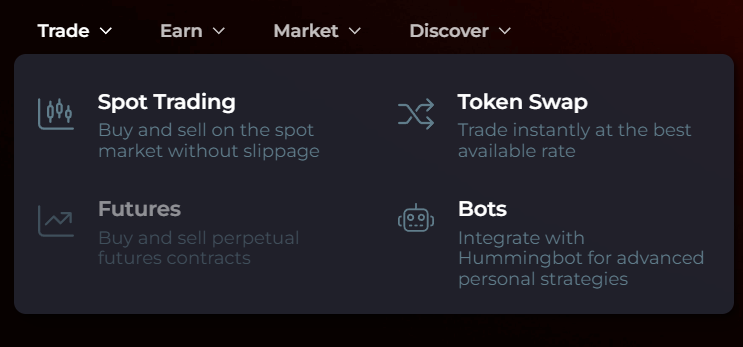 Trade Earn Market Discover
Spot Trading
Buy and sell on the spot
market without slippage
Token Swap
Trade instantly at the best
available rate
Futures
Buy and sell perpetual
futures contracts
Bots
Integrate with
Hummingbot for advanced
personal strategies